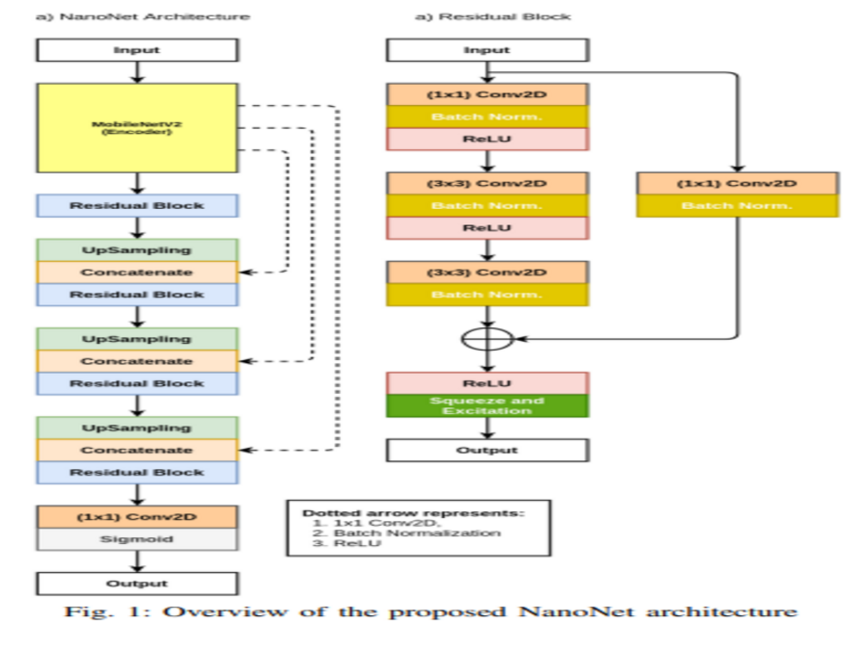 a) NanoNet Architecture
Input
MobileNetV2
(Encoder)
Residual Block
UpSampling
Concatenate
Residual Block
UpSampling
Concatenate
Residual Block
UpSampling
Concatenate
Residual Block
(1x1) Conv2D
Sigmoid
Output
a) Residual Block
Input
(1x1) Conv2D
Batch Norm.
ReLU
(3x3) Conv2D
Batch Norm.
ReLU
(3x3) Conv2D
Batch Norm.
(1x1) Conv2D
Batch Norm.
ReLU
Squeeze and
Excitation
Output
Dotted arrow represents:
1. 1x1 Conv2D,
2. Batch Normalization
3. ReLU
Fig. 1: Overview of the proposed NanoNet architecture